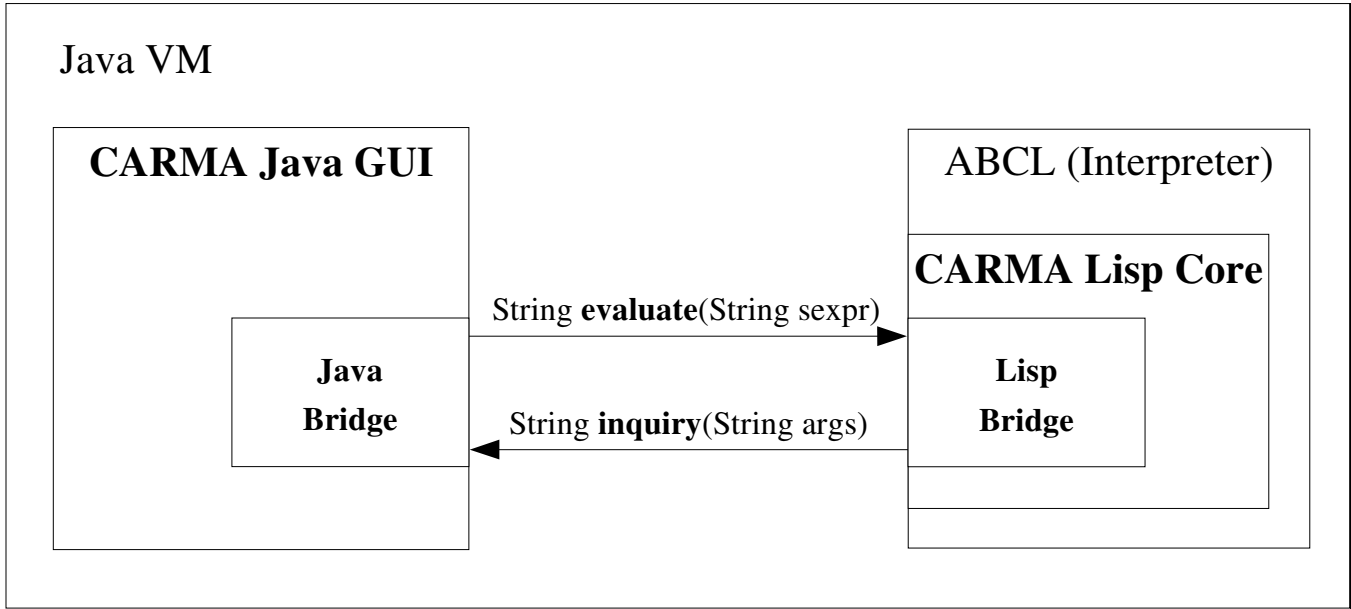 Java VM
CARMA Java GUI
ABCL (Interpreter)
CARMA Lisp Core
String evaluate(String sexpr)
Java
Bridge
Lisp
Bridge
String inquiry(String args)